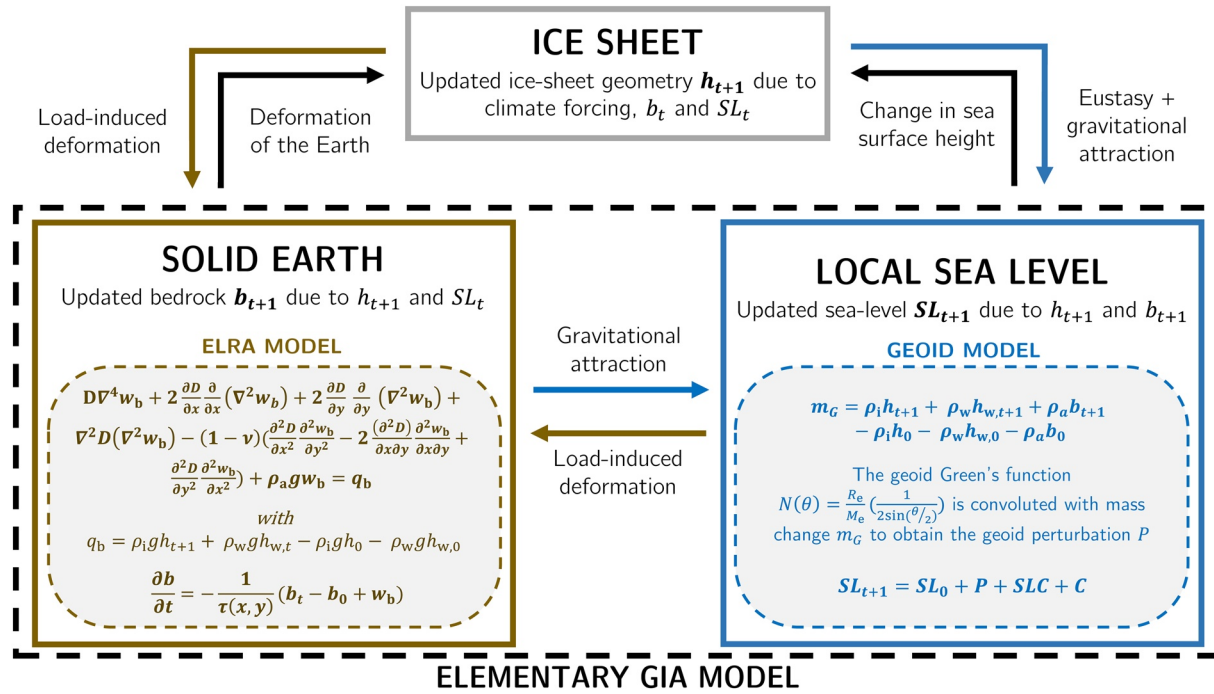 ICE SHEET
Updated ice-sheet geometry h_{t+1} due to
climate forcing, b_t and SL_t
Load-induced
deformation
Deformation
of the Earth
Change in sea
surface height
Eustasy +
gravitational
attraction
SOLID EARTH
Updated bedrock b_{t+1} due to h_{t+1} and SL_t
ELRA MODEL
D∇⁴w_b + 2 ∂D/∂x ∂/∂x (∇²w_b) + 2 ∂D/∂y ∂/∂y (∇²w_b) +
∇²D(∇²w_b) − (1 − ν)(∂²D/∂x² ∂²w_b/∂y² − 2 (∂²D)/∂x∂y ∂²w_b/∂x∂y +
∂²D/∂y² ∂²w_b/∂x²) + ρ_a g w_b = q_b
with
q_b = ρ_i g h_{t+1} + ρ_w g h_{w,t} − ρ_i g h_0 − ρ_w g h_{w,0}
∂b/∂t = − 1/τ(x, y) (b_t − b_0 + w_b)
Gravitational
attraction
Load-induced
deformation
LOCAL SEA LEVEL
Updated sea-level SL_{t+1} due to h_{t+1} and b_{t+1}
GEOID MODEL
m_G = ρ_i h_{t+1} + ρ_w h_{w,t+1} + ρ_a b_{t+1}
− ρ_i h_0 − ρ_w h_{w,0} − ρ_a b_0
The geoid Green's function
N(θ) = R_e/M_e (1/2sin(θ/2)) is convoluted with mass
change m_G to obtain the geoid perturbation P
SL_{t+1} = SL_0 + P + SLC + C
ELEMENTARY GIA MODEL